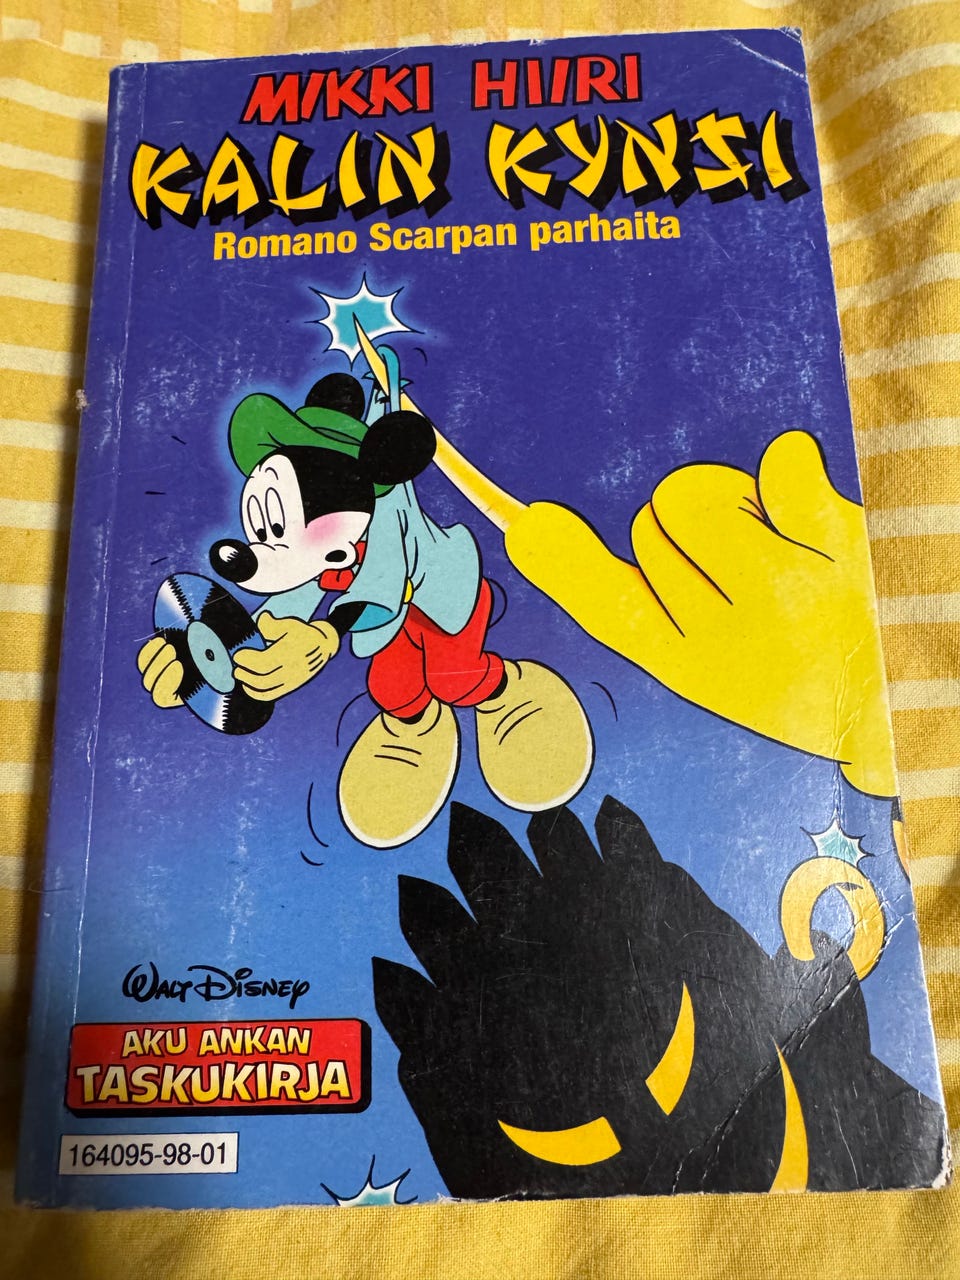 MIKKI HIIRI
KALIN KYNSI
Romano Scarpan parhaita
WALT DISNEY
AKU ANKAN
TASKUKIRJA
164095-98-01